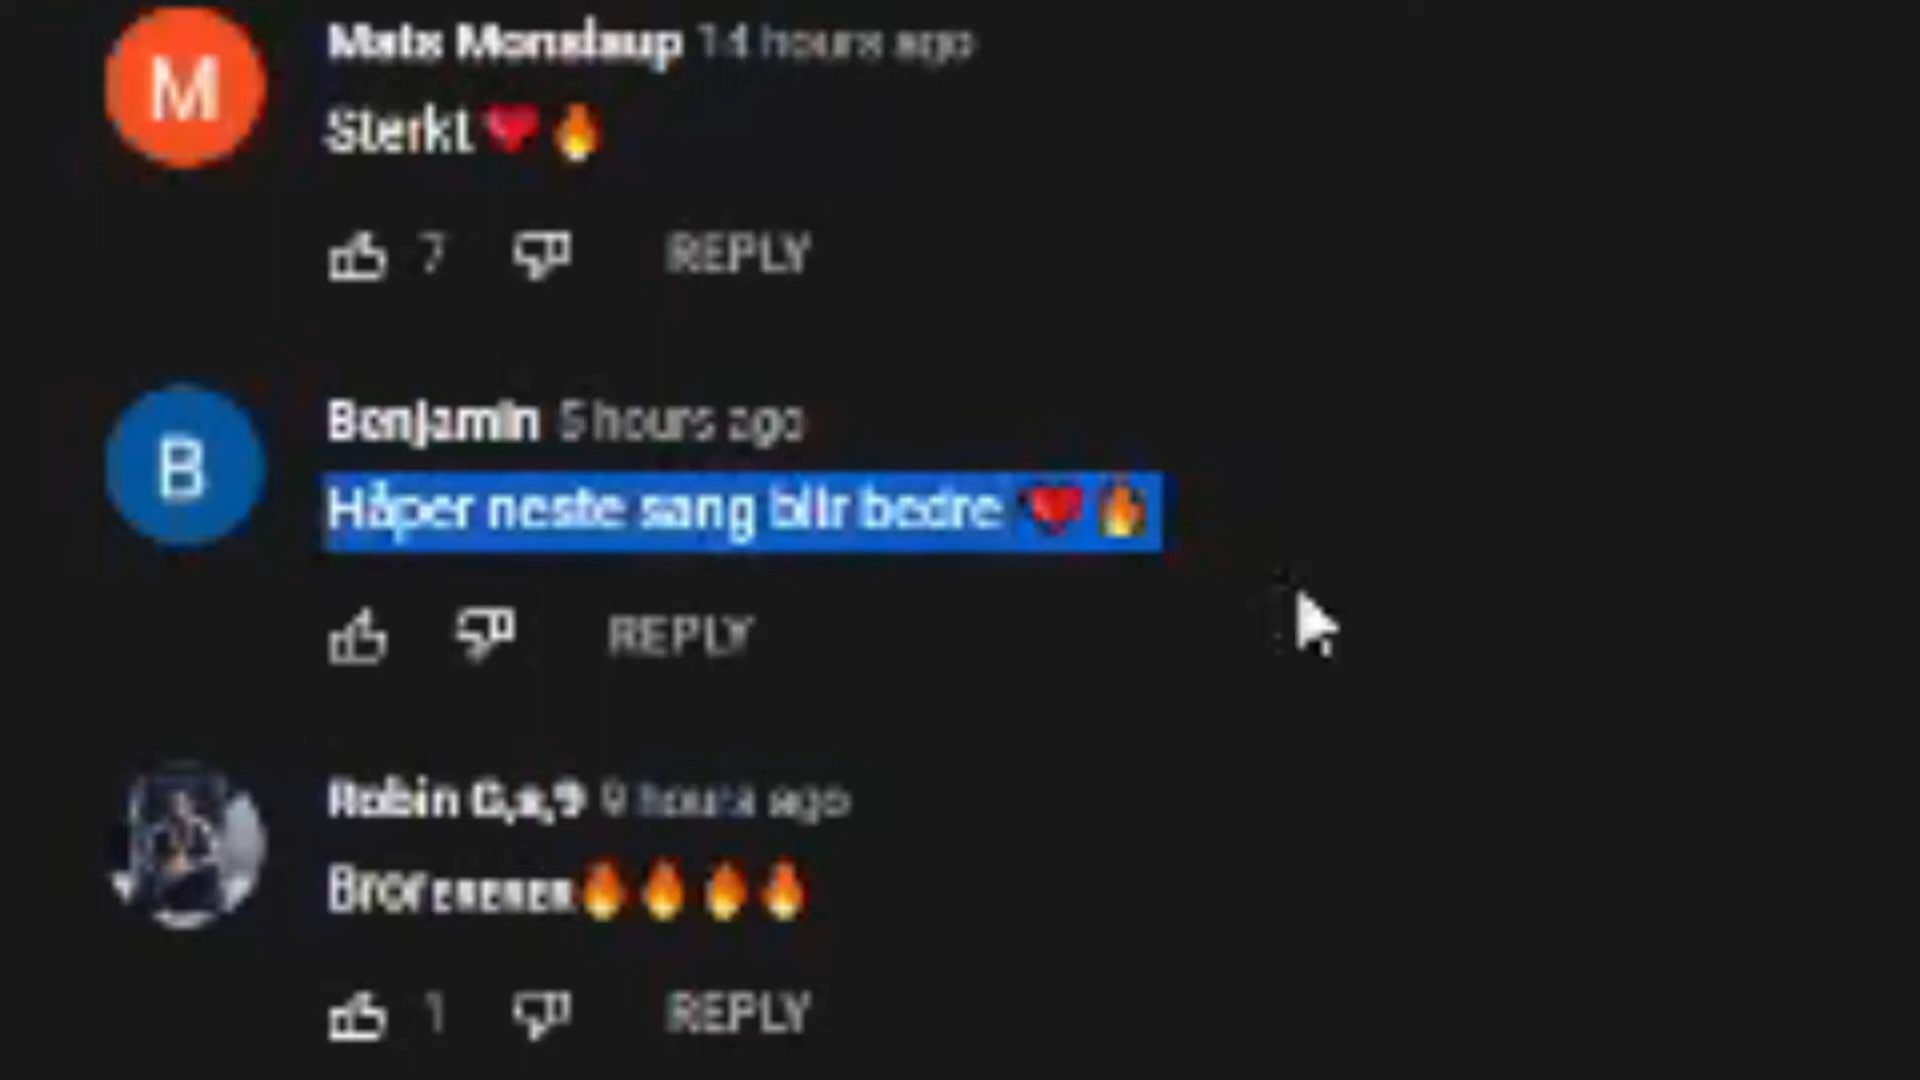 M
Mats Monslaup 14 hours ago
Sterkt❤️🔥
7 REPLY
B
Benjamin 5 hours ago
Håper neste sang blir bedre ❤️🔥
REPLY
Robin 9 hours ago
Brorᴇɴᴇɴᴇɴ🔥🔥🔥🔥
1 REPLY